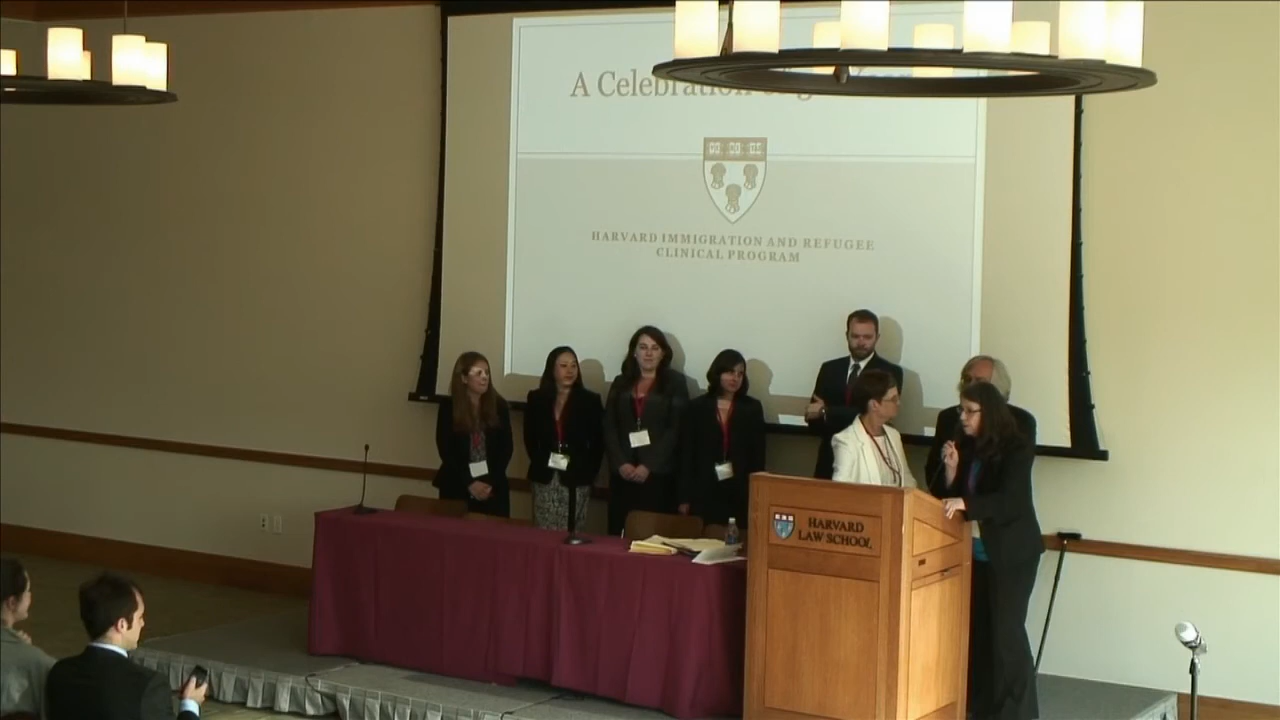 A Celebration
HARVARD IMMIGRATION AND REFUGEE
CLINICAL PROGRAM
HARVARD
LAW SCHOOL